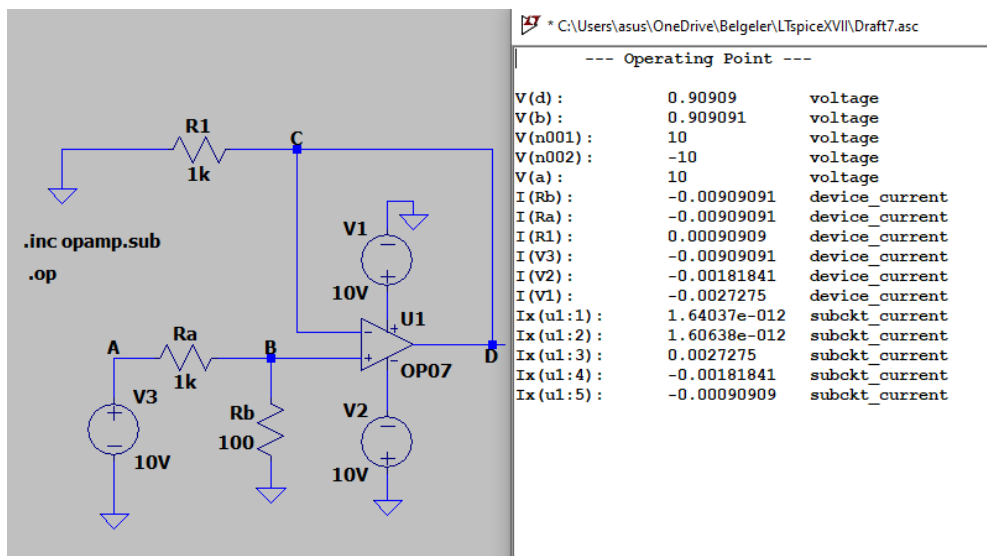 R1
1k
C
.inc opamp.sub
.op
V1
10V
U1
OP07
D
A
Ra
1k
B
V3
10V
Rb
100
V2
10V
* C:\Users\asus\OneDrive\Belgeler\LTspiceXVII\Draft7.asc
--- Operating Point ---
V(d): 0.90909 voltage
V(b): 0.909091 voltage
V(n001): 10 voltage
V(n002): -10 voltage
V(a): 10 voltage
I(Rb): -0.00909091 device_current
I(Ra): -0.00909091 device_current
I(R1): 0.00090909 device_current
I(V3): -0.00909091 device_current
I(V2): -0.00181841 device_current
I(V1): -0.0027275 device_current
Ix(u1:1): 1.64037e-012 subckt_current
Ix(u1:2): 1.60638e-012 subckt_current
Ix(u1:3): 0.0027275 subckt_current
Ix(u1:4): -0.00181841 subckt_current
Ix(u1:5): -0.00090909 subckt_current